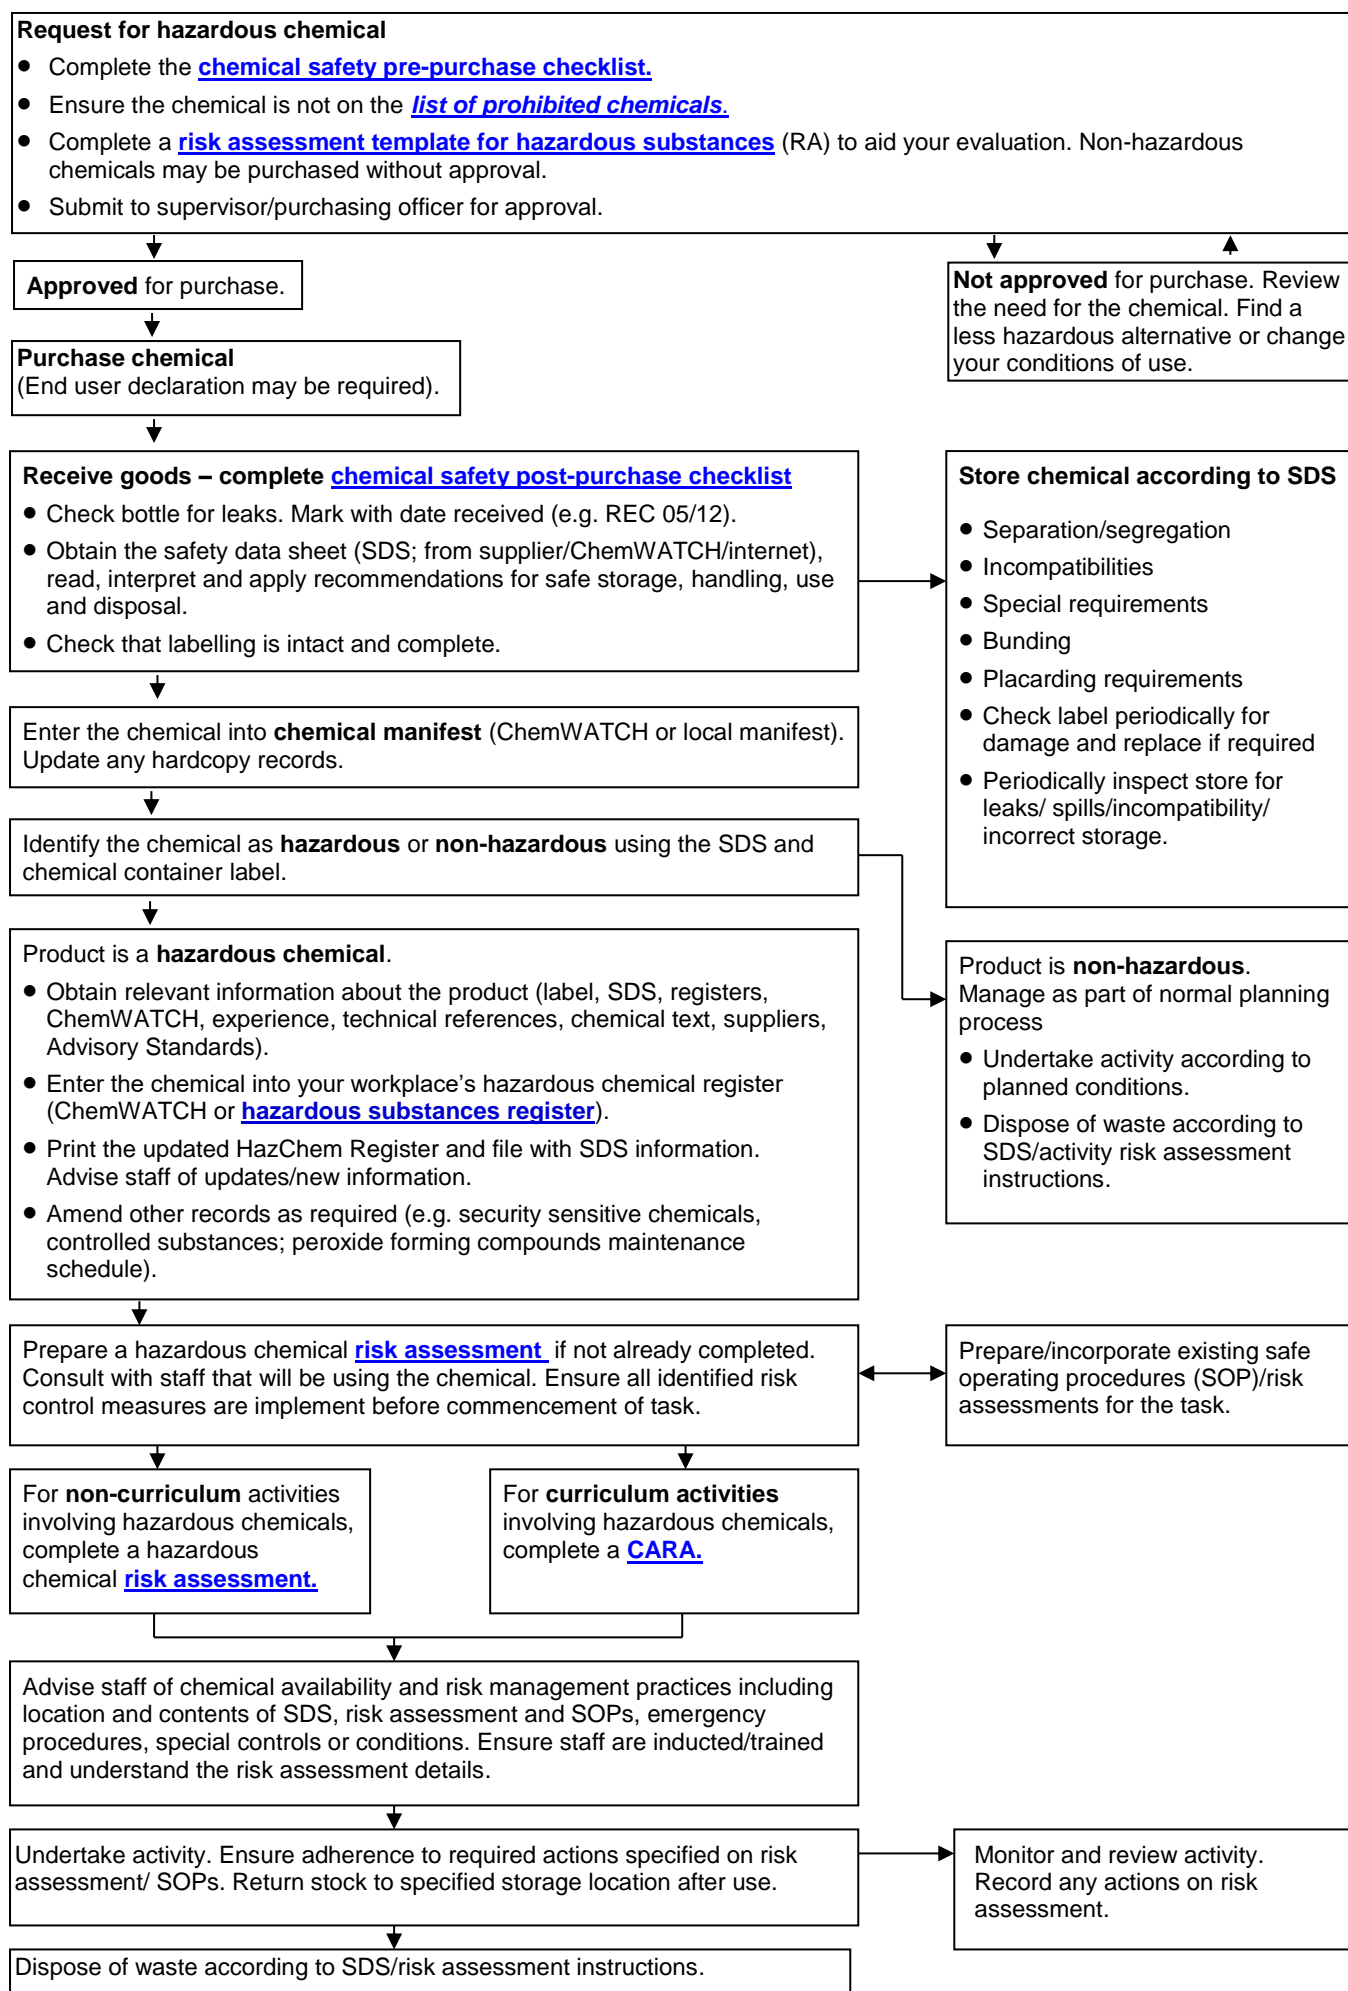 Request for hazardous chemical
● Complete the chemical safety pre-purchase checklist.
● Ensure the chemical is not on the list of prohibited chemicals.
● Complete a risk assessment template for hazardous substances (RA) to aid your evaluation. Non-hazardous
chemicals may be purchased without approval.
● Submit to supervisor/purchasing officer for approval.
Approved for purchase.
Not approved for purchase. Review
the need for the chemical. Find a
less hazardous alternative or change
your conditions of use.
Purchase chemical
(End user declaration may be required).
Receive goods – complete chemical safety post-purchase checklist
● Check bottle for leaks. Mark with date received (e.g. REC 05/12).
● Obtain the safety data sheet (SDS; from supplier/ChemWATCH/internet),
read, interpret and apply recommendations for safe storage, handling, use
and disposal.
● Check that labelling is intact and complete.
Store chemical according to SDS
● Separation/segregation
● Incompatibilities
● Special requirements
● Bunding
● Placarding requirements
● Check label periodically for
damage and replace if required
● Periodically inspect store for
leaks/ spills/incompatibility/
incorrect storage.
Enter the chemical into chemical manifest (ChemWATCH or local manifest).
Update any hardcopy records.
Identify the chemical as hazardous or non-hazardous using the SDS and
chemical container label.
Product is a hazardous chemical.
● Obtain relevant information about the product (label, SDS, registers,
ChemWATCH, experience, technical references, chemical text, suppliers,
Advisory Standards).
● Enter the chemical into your workplace's hazardous chemical register
(ChemWATCH or hazardous substances register).
● Print the updated HazChem Register and file with SDS information.
Advise staff of updates/new information.
● Amend other records as required (e.g. security sensitive chemicals,
controlled substances; peroxide forming compounds maintenance
schedule).
Product is non-hazardous.
Manage as part of normal planning
process
● Undertake activity according to
planned conditions.
● Dispose of waste according to
SDS/activity risk assessment
instructions.
Prepare a hazardous chemical risk assessment if not already completed.
Consult with staff that will be using the chemical. Ensure all identified risk
control measures are implement before commencement of task.
Prepare/incorporate existing safe
operating procedures (SOP)/risk
assessments for the task.
For non-curriculum activities
involving hazardous chemicals,
complete a hazardous
chemical risk assessment.
For curriculum activities
involving hazardous chemicals,
complete a CARA.
Advise staff of chemical availability and risk management practices including
location and contents of SDS, risk assessment and SOPs, emergency
procedures, special controls or conditions. Ensure staff are inducted/trained
and understand the risk assessment details.
Undertake activity. Ensure adherence to required actions specified on risk
assessment/ SOPs. Return stock to specified storage location after use.
Monitor and review activity.
Record any actions on risk
assessment.
Dispose of waste according to SDS/risk assessment instructions.